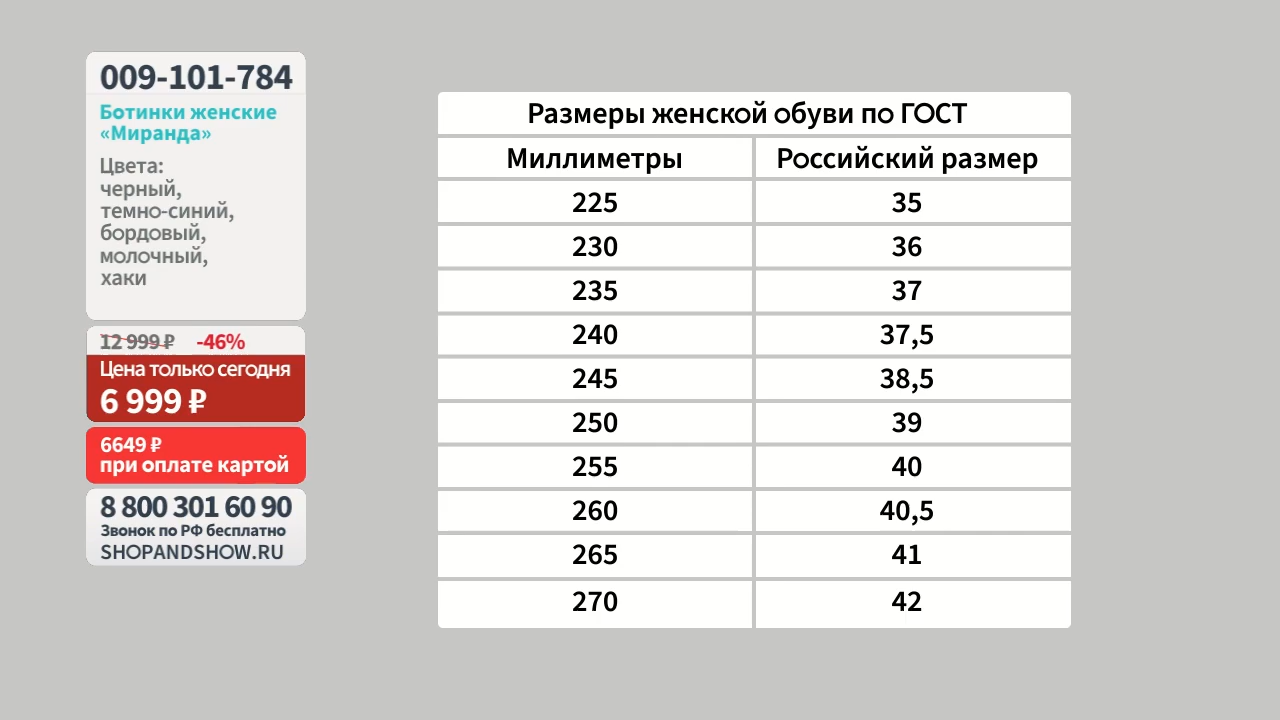 009-101-784
Ботинки женские
«Миранда»
Цвета:
черный,
темно-синий,
бордовый,
молочный,
хаки
12 999 ₽ -46%
Цена только сегодня
6 999 ₽
6649 ₽
при оплате картой
8 800 301 60 90
Звонок по РФ бесплатно
SHOPANDSHOW.RU
Размеры женской обуви по ГОСТ
Миллиметры Российский размер
225 35
230 36
235 37
240 37,5
245 38,5
250 39
255 40
260 40,5
265 41
270 42